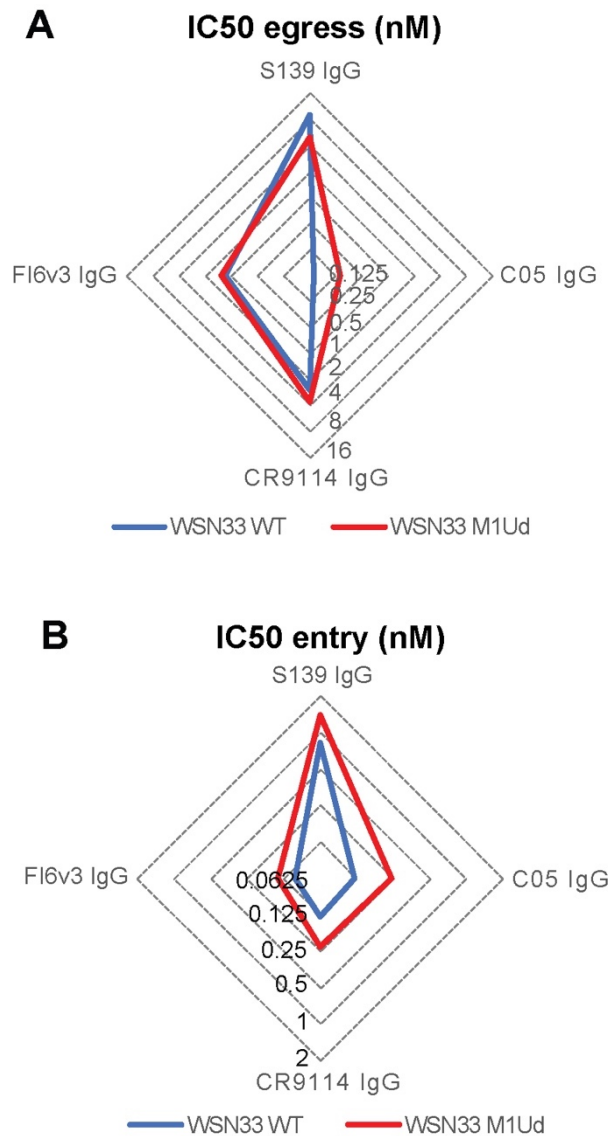 A
IC50 egress (nM)
S139 IgG
FI6v3 IgG
0.125
C05 IgG
0.25
0.5
1
2
4
8
16
CR9114 IgG
WSN33 WT WSN33 M1Ud
B
IC50 entry (nM)
S139 IgG
FI6v3 IgG
0.0625
C05 IgG
0.125
0.25
0.5
1
2
CR9114 IgG
WSN33 WT WSN33 M1Ud